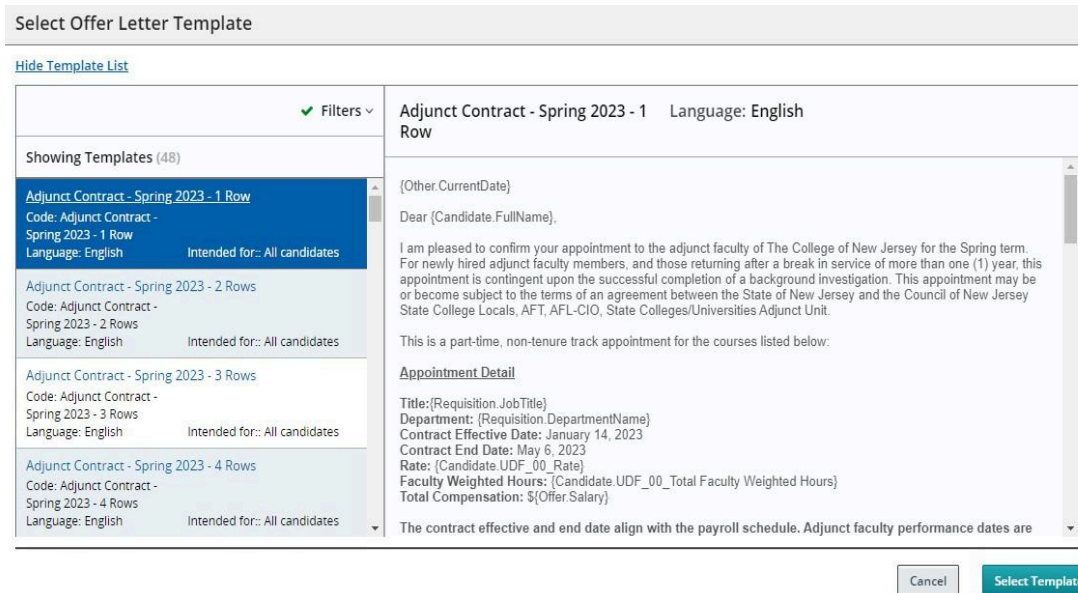 Select Offer Letter Template
Hide Template List
Filters
Showing Templates (48)
Adjunct Contract - Spring 2023 - 1 Row
Code: Adjunct Contract -
Spring 2023 - 1 Row
Language: English Intended for:: All candidates
Adjunct Contract - Spring 2023 - 2 Rows
Code: Adjunct Contract -
Spring 2023 - 2 Rows
Language: English Intended for:: All candidates
Adjunct Contract - Spring 2023 - 3 Rows
Code: Adjunct Contract -
Spring 2023 - 3 Rows
Language: English Intended for:: All candidates
Adjunct Contract - Spring 2023 - 4 Rows
Code: Adjunct Contract -
Spring 2023 - 4 Rows
Language: English Intended for:: All candidates
Adjunct Contract - Spring 2023 - 1 Language: English
Row
{Other.CurrentDate}
Dear {Candidate.FullName},
I am pleased to confirm your appointment to the adjunct faculty of The College of New Jersey for the Spring term.
For newly hired adjunct faculty members, and those returning after a break in service of more than one (1) year, this
appointment is contingent upon the successful completion of a background investigation. This appointment may be
or become subject to the terms of an agreement between the State of New Jersey and the Council of New Jersey
State College Locals, AFT, AFL-CIO, State Colleges/Universities Adjunct Unit.
This is a part-time, non-tenure track appointment for the courses listed below:
Appointment Detail
Title:{Requisition.JobTitle}
Department: {Requisition.DepartmentName}
Contract Effective Date: January 14, 2023
Contract End Date: May 6, 2023
Rate: {Candidate.UDF_00_Rate}
Faculty Weighted Hours: {Candidate.UDF_00_Total Faculty Weighted Hours}
Total Compensation: ${Offer.Salary}
The contract effective and end date align with the payroll schedule. Adjunct faculty performance dates are
Cancel
Select Templat